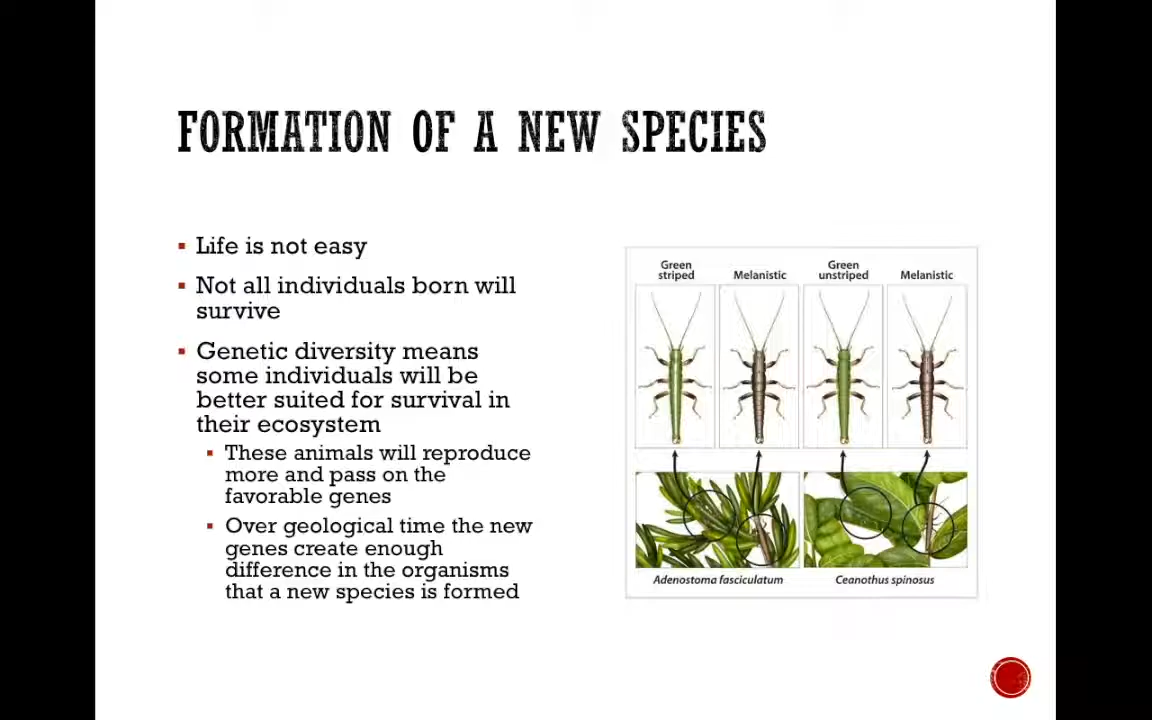 FORMATION OF A NEW SPECIES
▪ Life is not easy
▪ Not all individuals born will
survive
▪ Genetic diversity means
some individuals will be
better suited for survival in
their ecosystem
▪ These animals will reproduce
more and pass on the
favorable genes
▪ Over geological time the new
genes create enough
difference in the organisms
that a new species is formed
Green
striped
Melanistic
Green
unstriped
Melanistic
Adenostoma fasciculatum
Ceanothus spinosus